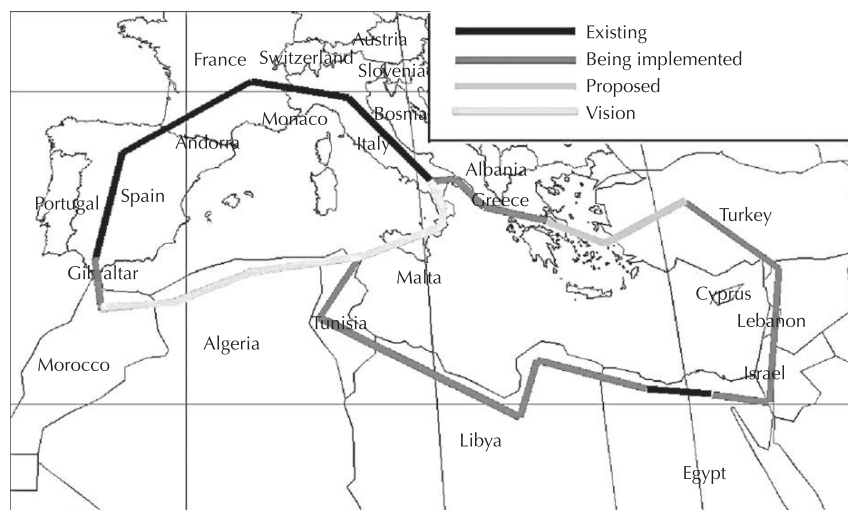 Existing
Being implemented
Proposed
Vision
Austria
France
Switzerland
Slovenia
Bosnia
Monaco
Andorra
Italy
Albania
Portugal
Spain
Greece
Turkey
Gibraltar
Malta
Cyprus
Tunisia
Lebanon
Algeria
Morocco
Israel
Libya
Egypt